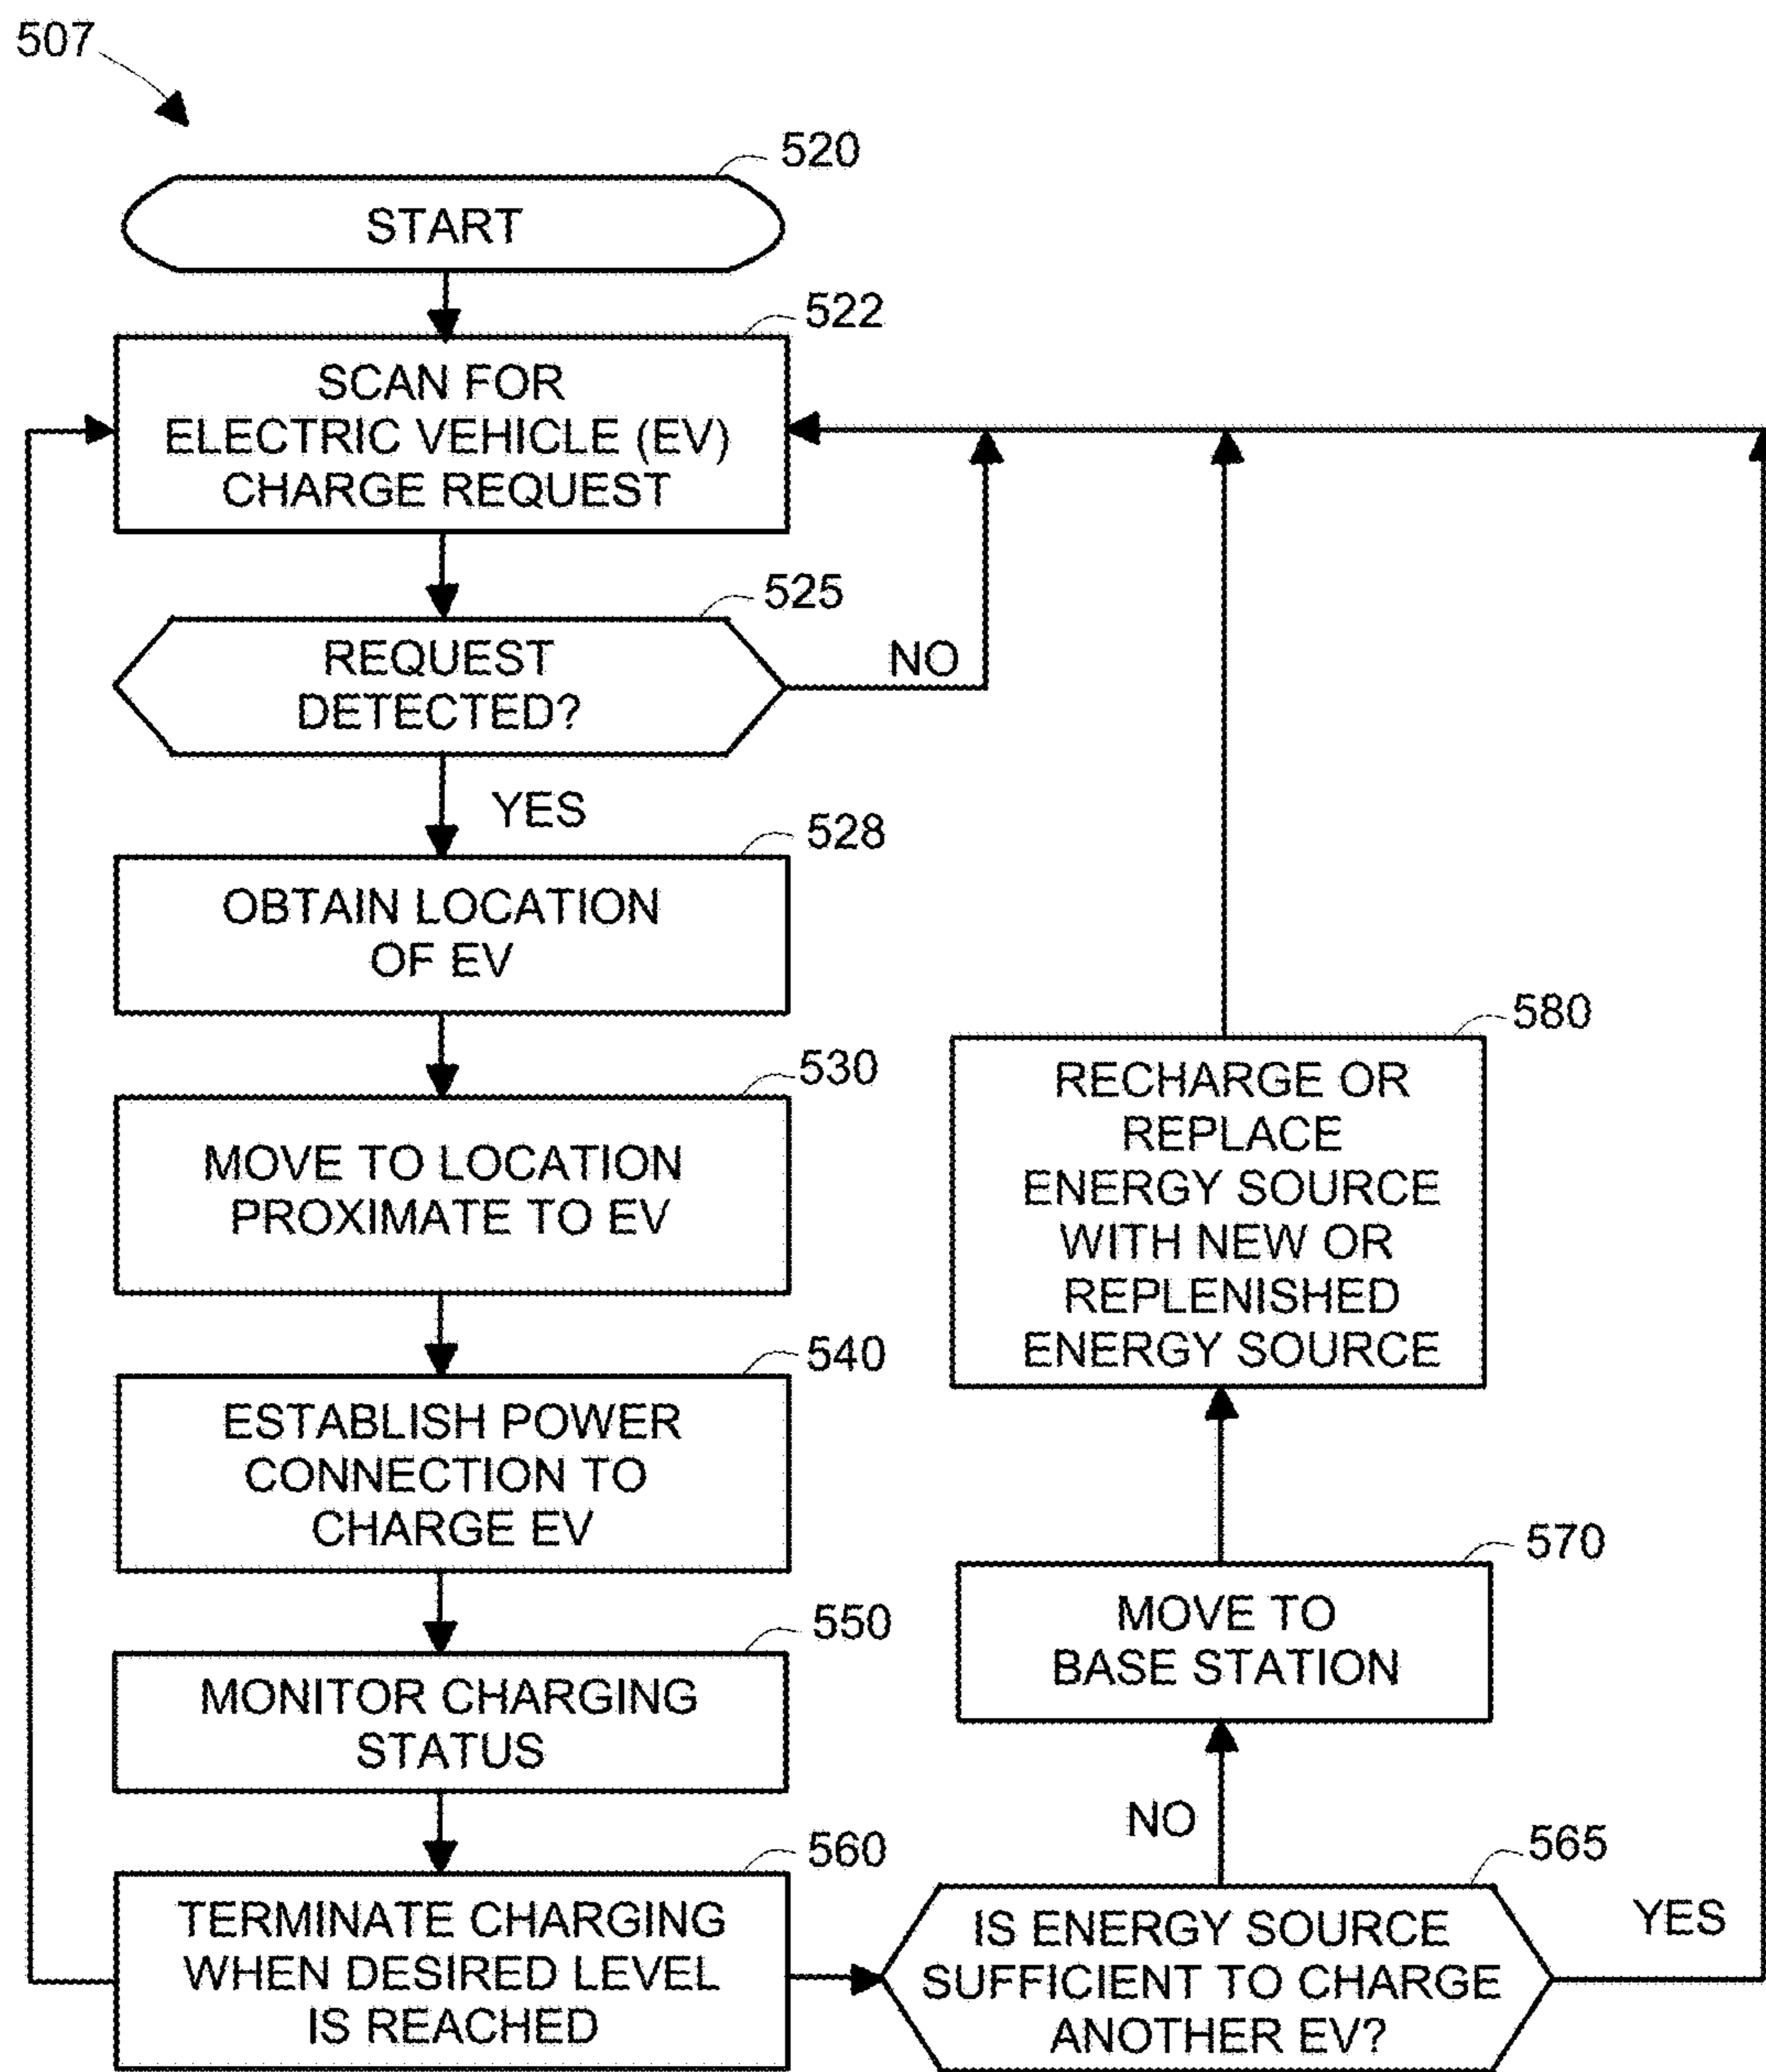 507
520
START
522
SCAN FOR
ELECTRIC VEHICLE (EV)
CHARGE REQUEST
525
REQUEST
DETECTED?
NO
YES
528
OBTAIN LOCATION
OF EV
530
MOVE TO LOCATION
PROXIMATE TO EV
540
ESTABLISH POWER
CONNECTION TO
CHARGE EV
550
MONITOR CHARGING
STATUS
560
TERMINATE CHARGING
WHEN DESIRED LEVEL
IS REACHED
565
IS ENERGY SOURCE
SUFFICIENT TO CHARGE
ANOTHER EV?
YES
NO
570
MOVE TO
BASE STATION
580
RECHARGE OR
REPLACE
ENERGY SOURCE
WITH NEW OR
REPLENISHED
ENERGY SOURCE